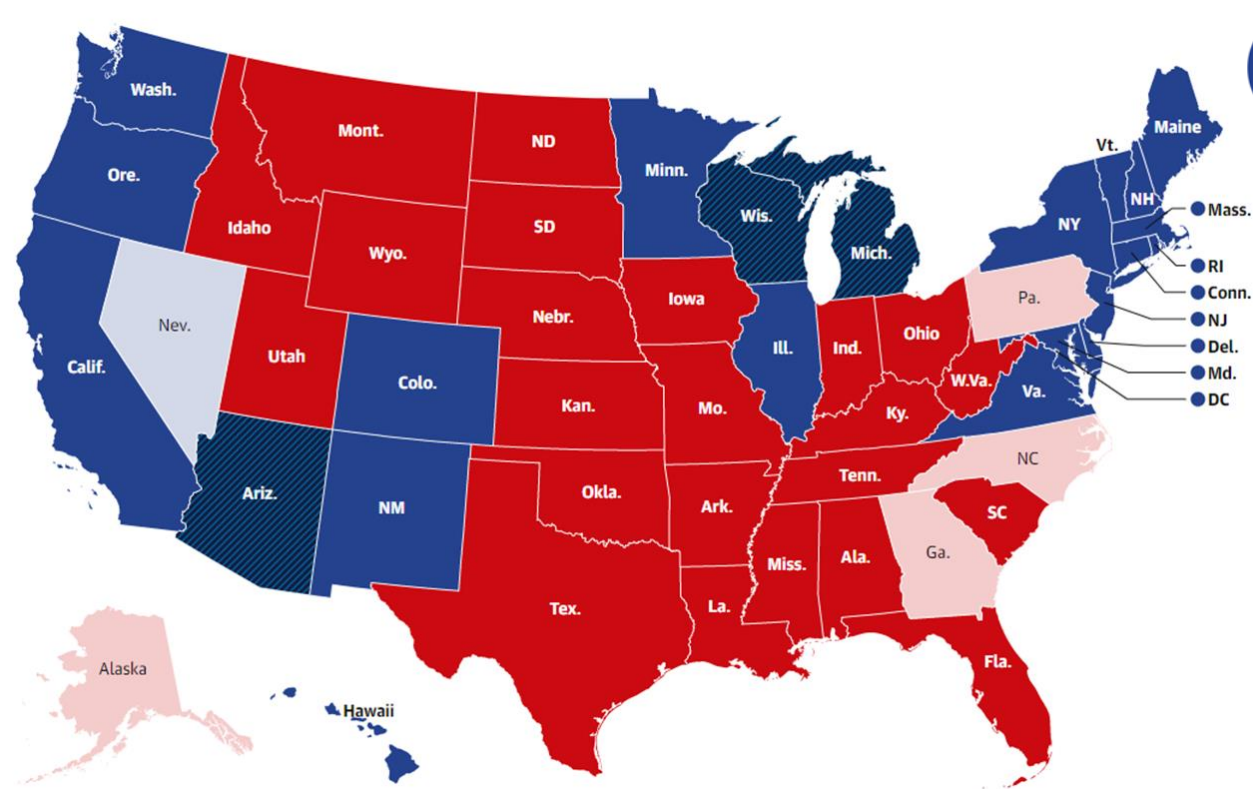 Wash.
Maine
Vt.
Mont.
ND
Ore.
Minn.
NH
Mass.
Idaho
SD
Wis.
NY
Wyo.
Mich.
RI
Conn.
Iowa
Pa.
NJ
Nev.
Nebr.
Ohio
Del.
Utah
Ill.
Ind.
Md.
Calif.
Colo.
W.Va.
Va.
DC
Kan.
Mo.
Ky.
NC
Ariz.
Okla.
Tenn.
NM
Ark.
SC
Miss.
Ala.
Ga.
Tex.
La.
Alaska
Fla.
Hawaii